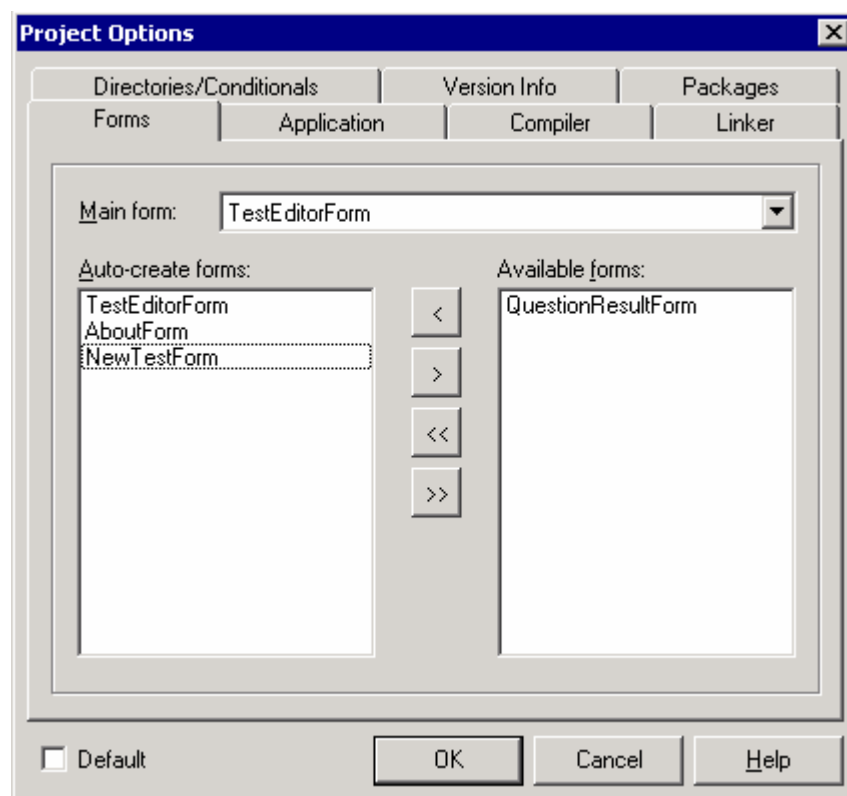 Project Options
Directories/Conditionals Version Info Packages
Forms Application Compiler Linker
Main form: TestEditorForm
Auto-create forms: Available forms:
TestEditorForm QuestionResultForm
AboutForm
NewTestForm
<
>
<<
>>
Default OK Cancel Help